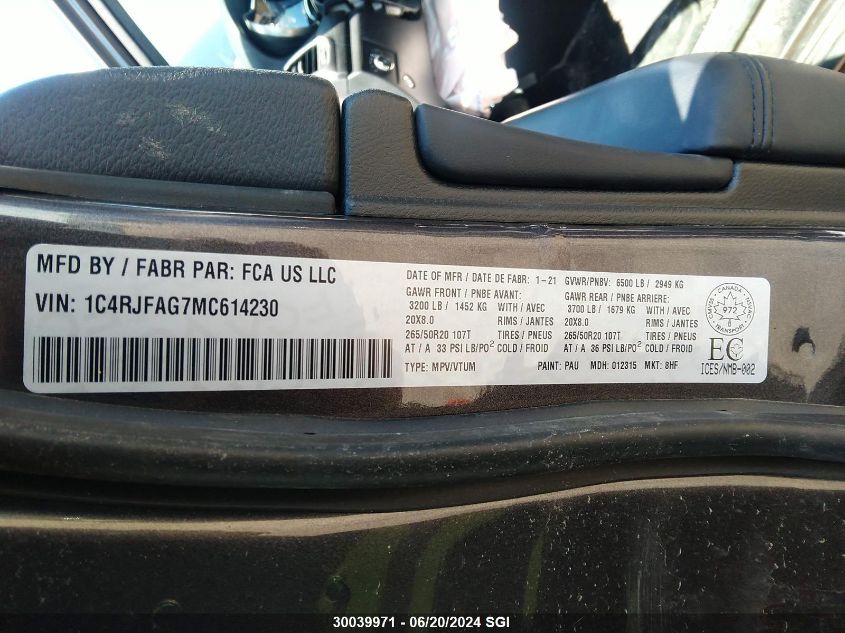 MFD BY / FABR PAR: FCA US LLC
VIN: 1C4RJFAG7MC614230
DATE OF MFR / DATE DE FABR: 1-21
GAWR FRONT / PNBE AVANT:
3200 LB / 1452 KG WITH / AVEC
20X8.0 RIMS / JANTES
265/50R20 107T TIRES / PNEUS
AT / A 33 PSI LB/PO² COLD / FROID
TYPE: MPV/VTUM
GVWR/PNBV: 6500 LB / 2949 KG
GAWR REAR / PNBE ARRIERE:
3700 LB / 1679 KG WITH / AVEC
20X8.0 RIMS / JANTES
265/50R20 107T TIRES / PNEUS
AT / A 36 PSI LB/PO² COLD / FROID
PAINT: PAU MDH: 012315 MKT: 8HF
CANADA
972
TRANSPORT
EC
ICES/NMB-002
30039971 - 06/20/2024 SGI